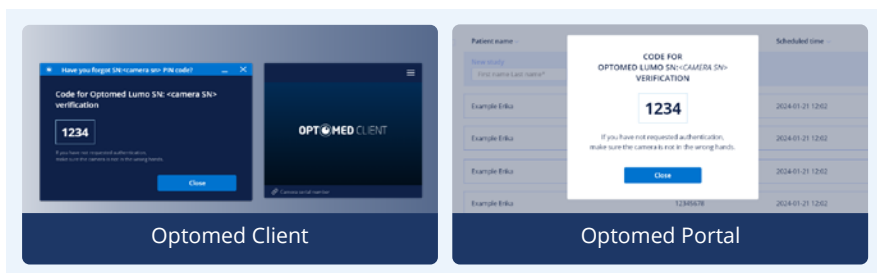 Have you forgot SN:<camera sn> PIN code?
Code for Optomed Lumo SN: <camera SN>
verification
1234
If you have not requested authentication,
make sure the camera is not in the wrong hands.
Close
OPTOMED CLIENT
Camera serial number
Optomed Client
Patient name
Scheduled time
New study
First name Last name*
CODE FOR
OPTOMED LUMO SN:<CAMERA SN>
VERIFICATION
1234
If you have not requested authentication,
make sure the camera is not in the wrong hands.
Close
Example Erika
2024-01-21 12:02
Example Erika
2024-01-21 12:02
Example Erika
2024-01-21 12:02
Example Erika
12345678
2024-01-21 12:02
Optomed Portal